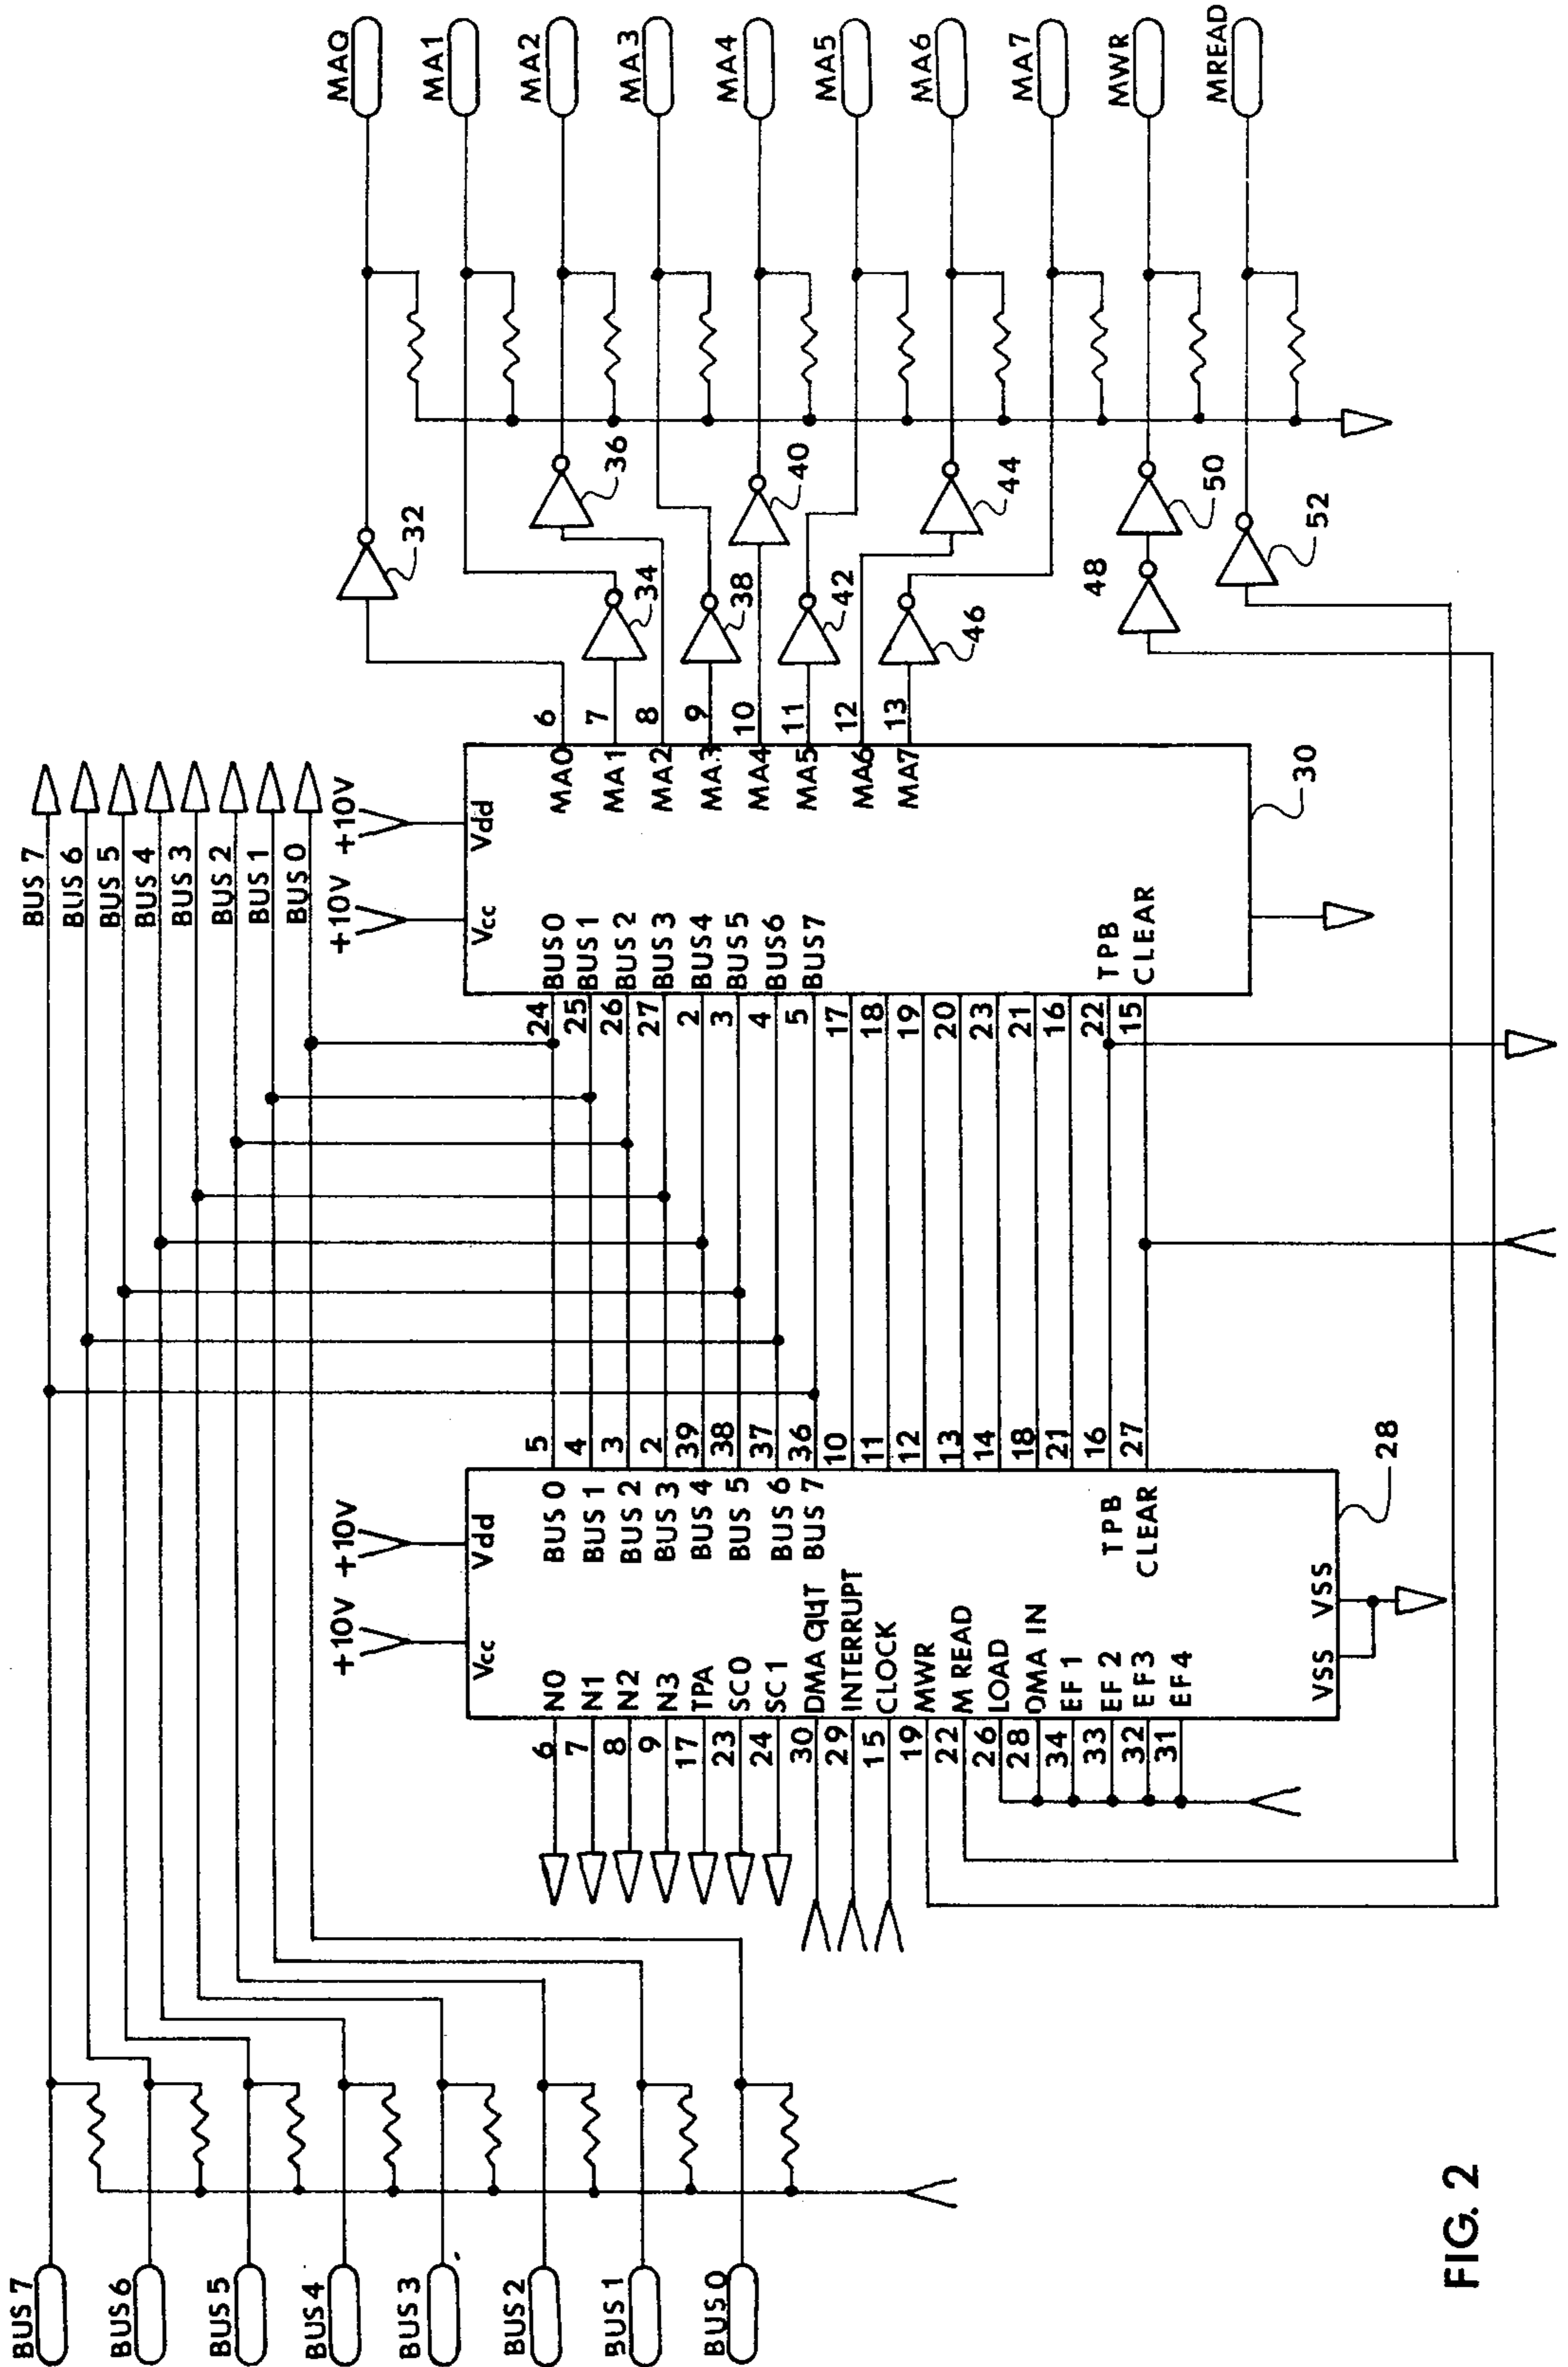 BUS 7
BUS 6
BUS 5
BUS 4
BUS 3
BUS 2
BUS 1
BUS 0
BUS 7
BUS 6
BUS 5
BUS 4
BUS 3
BUS 2
BUS 1
BUS 0
+10V
+10V
Vcc
Vdd
N0
N1
N2
N3
TPA
SC0
SC1
DMA OUT
INTERRUPT
CLOCK
MWR
M READ
LOAD
DMA IN
EF 1
EF 2
EF3
EF4
6
7
8
9
17
23
24
30
29
15
19
22
26
28
34
33
32
31
BUS 0
BUS 1
BUS 2
BUS 3
BUS 4
BUS 5
BUS 6
BUS 7
TPB
CLEAR
VSS
VSS
28
5
4
3
2
39
38
37
36
10
11
12
13
14
18
21
16
27
24
25
26
27
2
3
4
5
17
18
19
20
23
21
16
22
15
+10V
+10V
Vcc
Vdd
BUS0
BUS1
BUS 2
BUS 3
BUS4
BUS5
BUS6
BUS7
TPB
CLEAR
MA0
MA1
MA2
MA3
MA4
MA5
MA6
MA7
30
6
7
8
9
10
11
12
13
32
34
36
38
40
42
44
46
48
50
52
MA0
MA1
MA2
MA3
MA4
MA5
MA6
MA7
MWR
MREAD
FIG. 2